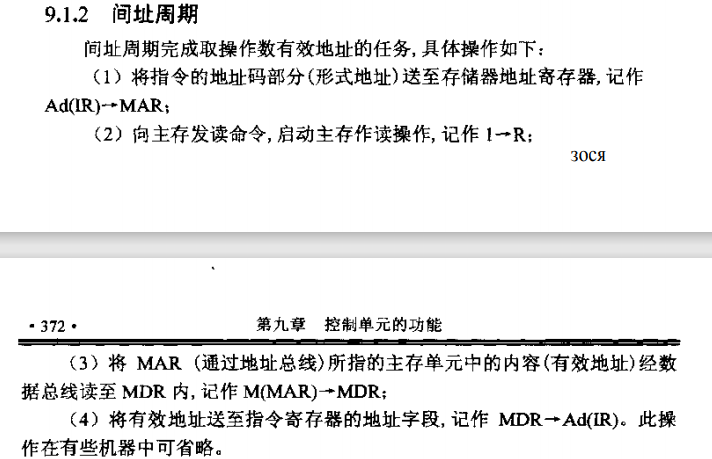 9.1.2 间址周期
间址周期完成取操作数有效地址的任务,具体操作如下:
(1) 将指令的地址码部分(形式地址)送至存储器地址寄存器,记作
Ad(IR)→MAR;
(2) 向主存发读命令,启动主存作读操作,记作 1→R;
зося
·372· 第九章 控制单元的功能
(3) 将 MAR (通过地址总线)所指的主存单元中的内容(有效地址)经数
据总线读至 MDR 内,记作 M(MAR)→MDR;
(4) 将有效地址送至指令寄存器的地址字段,记作 MDR→Ad(IR)。此操
作在有些机器中可省略。